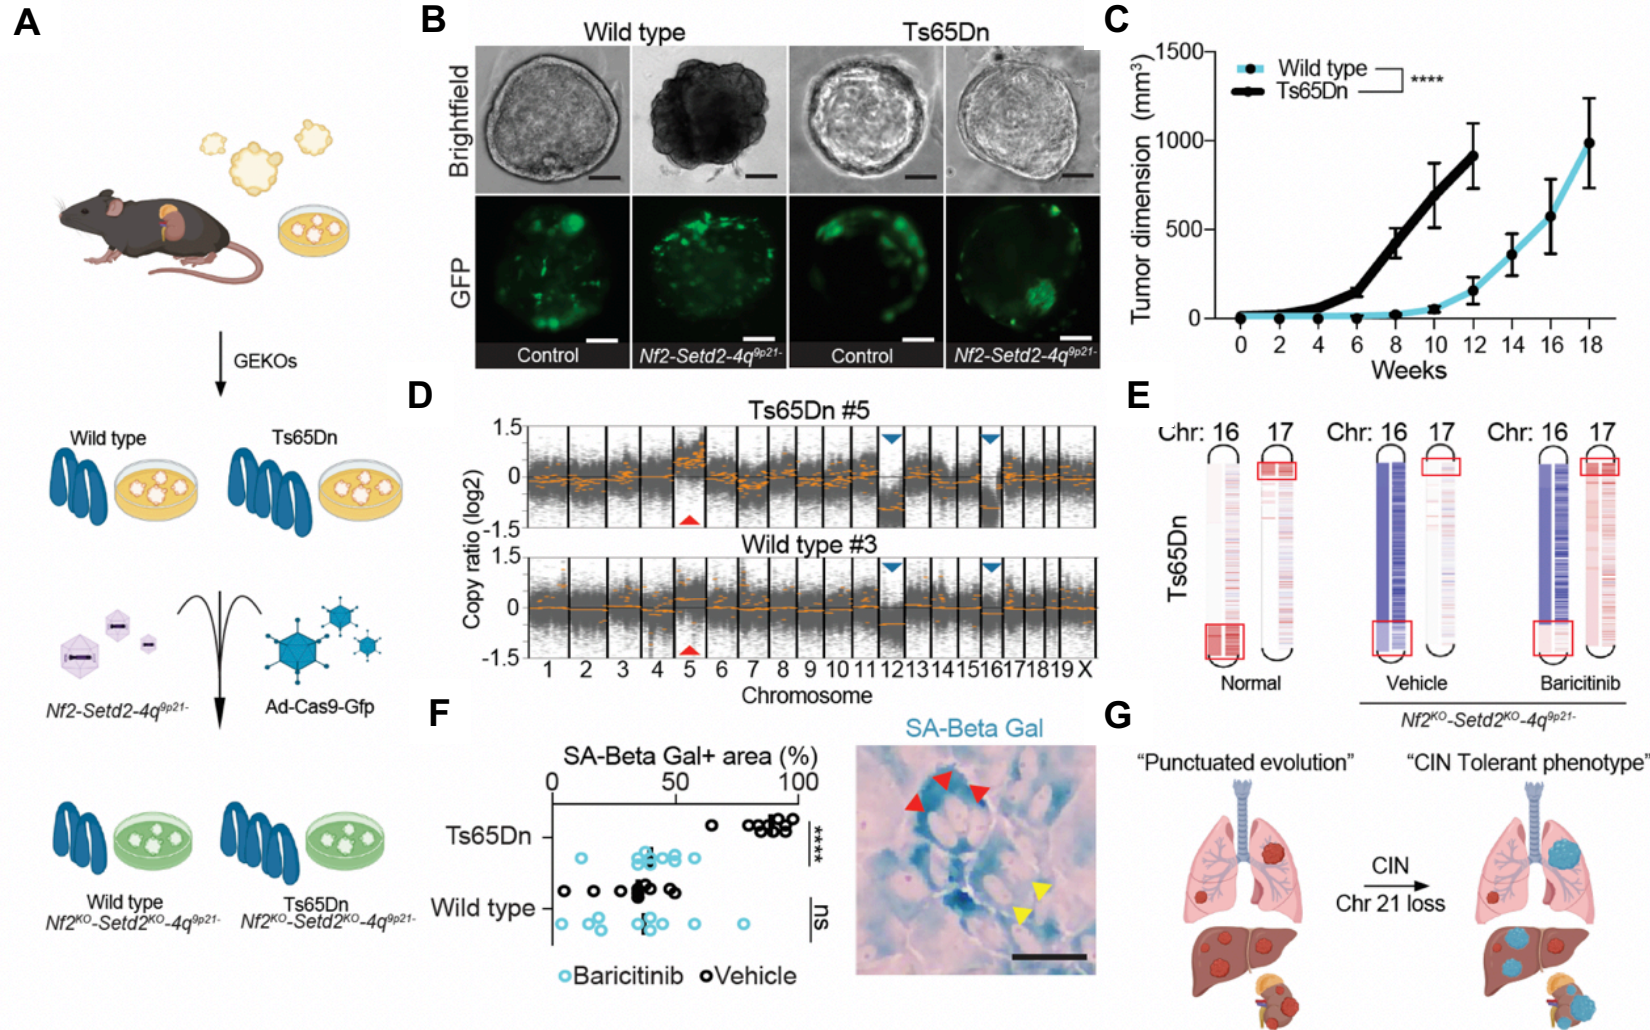 A
GEKOs
Wild type
Ts65Dn
Nf2-Setd2-4q9p21-
Ad-Cas9-Gfp
Wild type
Nf2KO-Setd2KO-4q9p21-
Ts65Dn
Nf2KO-Setd2KO-4q9p21-
B
Wild type
Ts65Dn
Brightfield
GFP
Control
Nf2-Setd2-4q9p21-
Control
Nf2-Setd2-4q9p21-
C
Tumor dimension (mm3)
1500
1000
500
0
Wild type
Ts65Dn
****
0 2 4 6 8 10 12 14 16 18
Weeks
D
Ts65Dn #5
1.5
0
-1.5
Wild type #3
1.5
0
-1.5
Copy ratio (log2)
1 2 3 4 5 6 7 8 9 10 11 12 13 14 15 16 17 18 19 X
Chromosome
E
Chr: 16 17
Chr: 16 17
Chr: 16 17
Ts65Dn
Normal
Vehicle
Baricitinib
Nf2KO-Setd2KO-4q9p21-
F
SA-Beta Gal+ area (%)
0 50 100
Ts65Dn
****
Wild type
ns
Baricitinib
Vehicle
SA-Beta Gal
G
“Punctuated evolution”
“CIN Tolerant phenotype”
CIN
Chr 21 loss